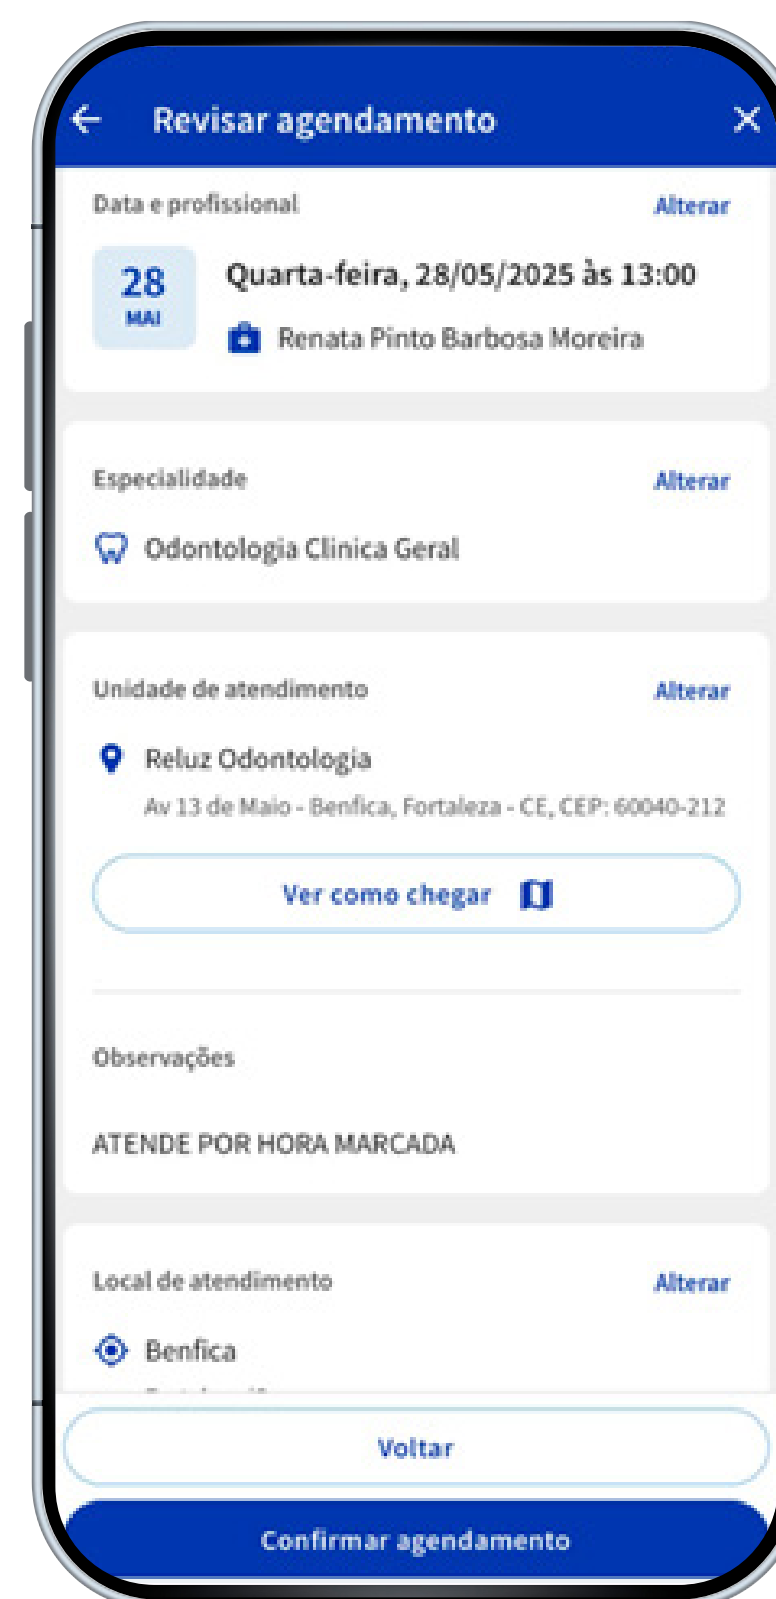 Revisar agendamento
Data e profissional
Alterar
28
MAI
Quarta-feira, 28/05/2025 às 13:00
Renata Pinto Barbosa Moreira
Especialidade
Alterar
Odontologia Clinica Geral
Unidade de atendimento
Alterar
Reluz Odontologia
Av 13 de Maio - Benfica, Fortaleza - CE, CEP: 60040-212
Ver como chegar
Observações
ATENDE POR HORA MARCADA
Local de atendimento
Alterar
Benfica
Voltar
Confirmar agendamento